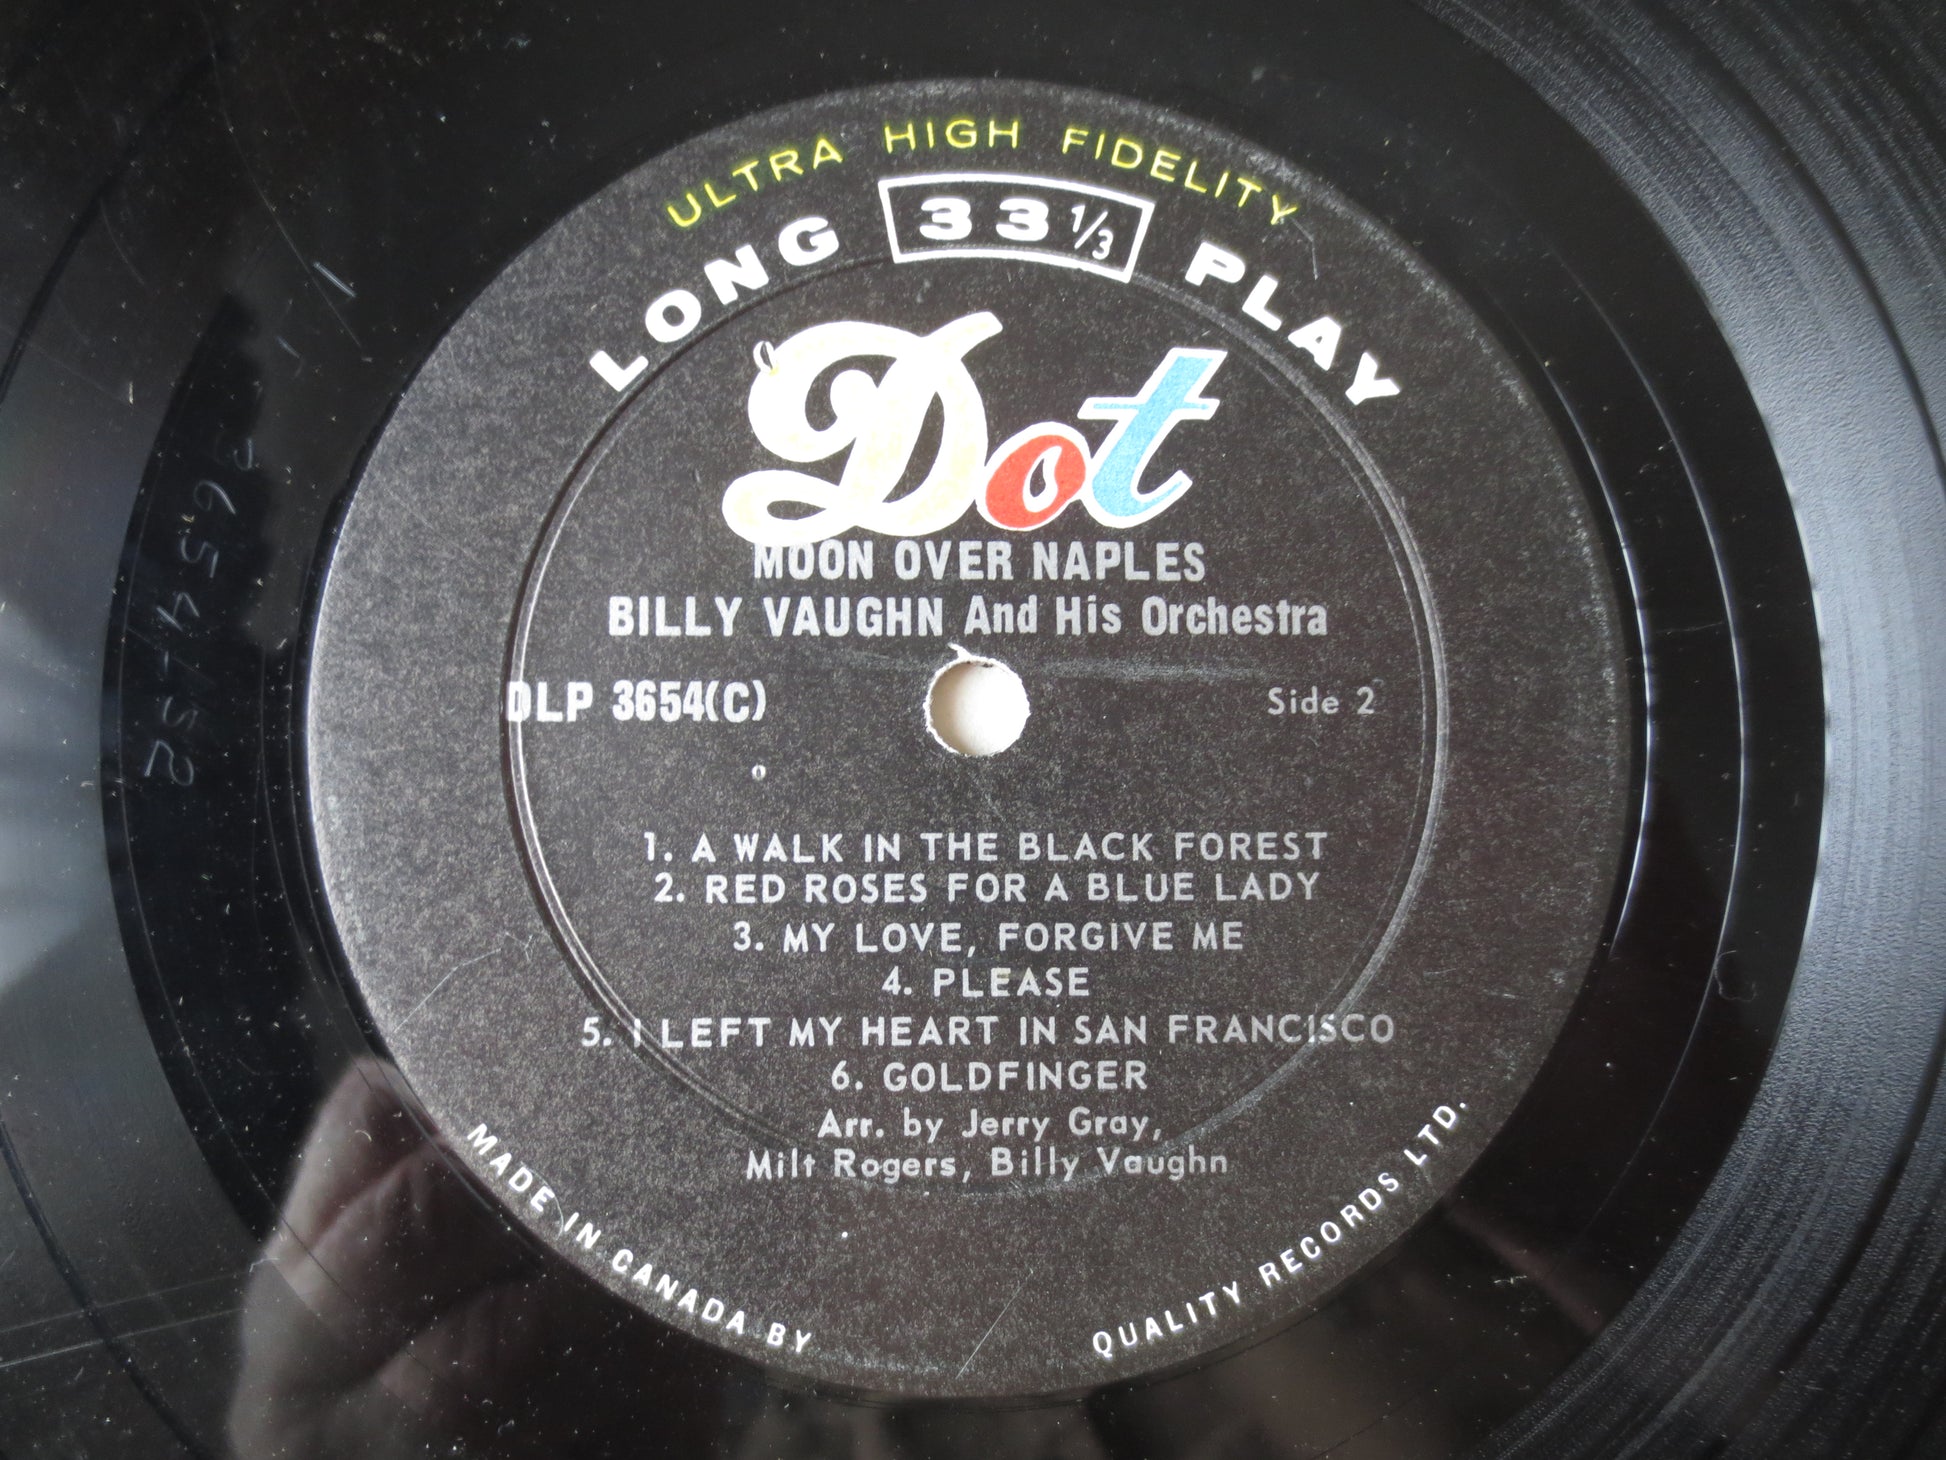 ULTRA HIGH FIDELITY
LONG 33 1/3 PLAY
Dot
MOON OVER NAPLES
BILLY VAUGHN And His Orchestra
DLP 3654(C)
Side 2
1. A WALK IN THE BLACK FOREST
2. RED ROSES FOR A BLUE LADY
3. MY LOVE, FORGIVE ME
4. PLEASE
5. I LEFT MY HEART IN SAN FRANCISCO
6. GOLDFINGER
Arr. by Jerry Gray,
Milt Rogers, Billy Vaughn
MADE IN CANADA BY QUALITY RECORDS LTD.